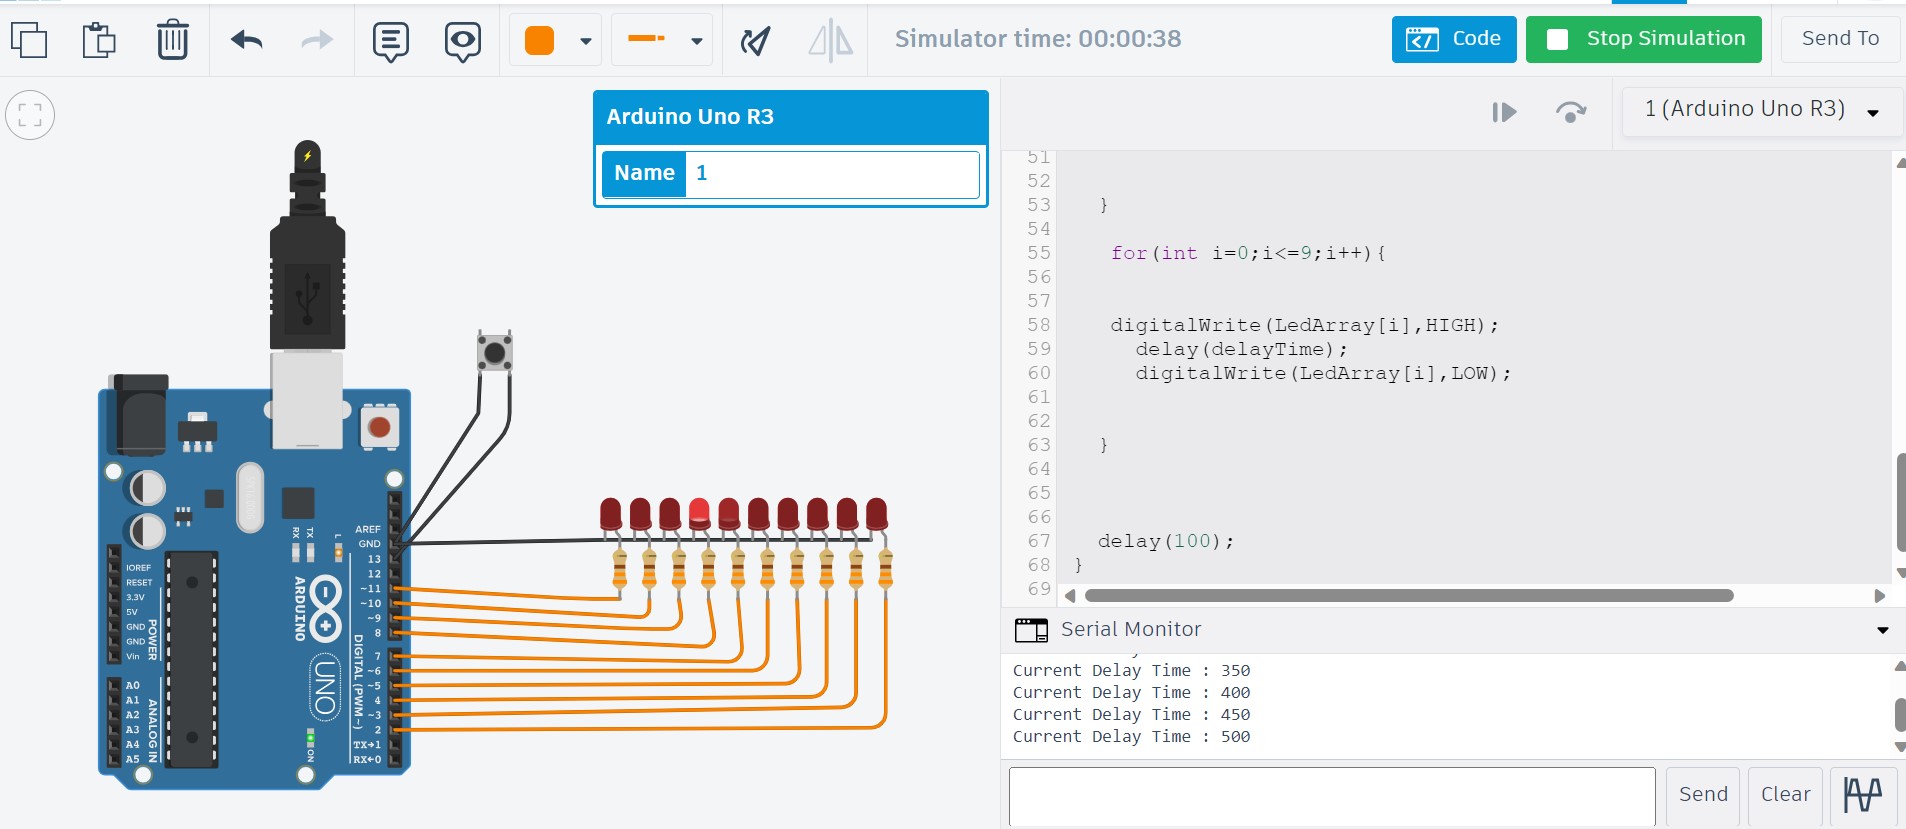 Simulator time: 00:00:38
Code
Stop Simulation
Send To
Arduino Uno R3
Name 1
1 (Arduino Uno R3)
51
52
53 }
54
55 for(int i=0;i<=9;i++){
56
57
58 digitalWrite(LedArray[i],HIGH);
59 delay(delayTime);
60 digitalWrite(LedArray[i],LOW);
61
62
63 }
64
65
66
67 delay(100);
68 }
69
AREF
GND
13
12
~11
~10
~9
8
7
~6
~5
4
~3
2
TX→1
RX←0
DIGITAL (PWM~)
RX
TX
L
ARDUINO
UNO
ON
IOREF
RESET
3.3V
5V
GND
GND
Vin
POWER
A0
A1
A2
A3
A4
A5
ANALOG IN
Serial Monitor
Current Delay Time : 350
Current Delay Time : 400
Current Delay Time : 450
Current Delay Time : 500
Send
Clear